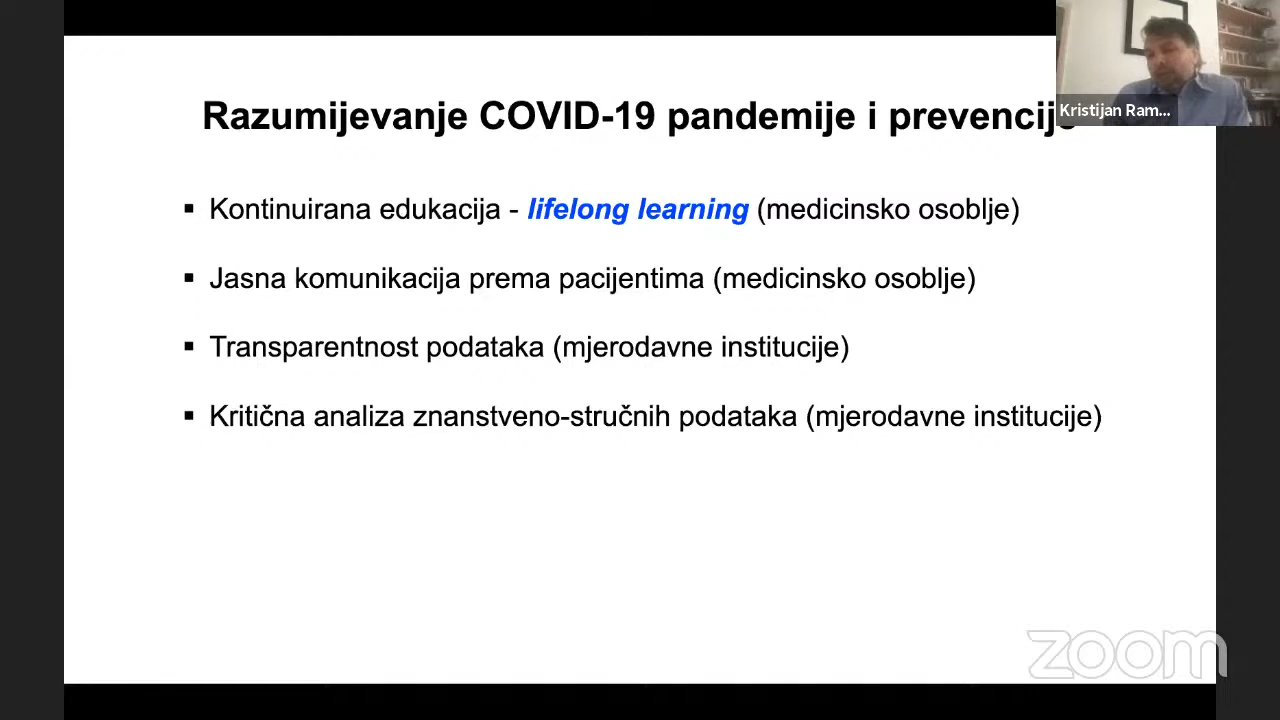 Razumijevanje COVID-19 pandemije i prevencije
Kristijan Ram...
▪ Kontinuirana edukacija - lifelong learning (medicinsko osoblje)
▪ Jasna komunikacija prema pacijentima (medicinsko osoblje)
▪ Transparentnost podataka (mjerodavne institucije)
▪ Kritična analiza znanstveno-stručnih podataka (mjerodavne institucije)
zoom